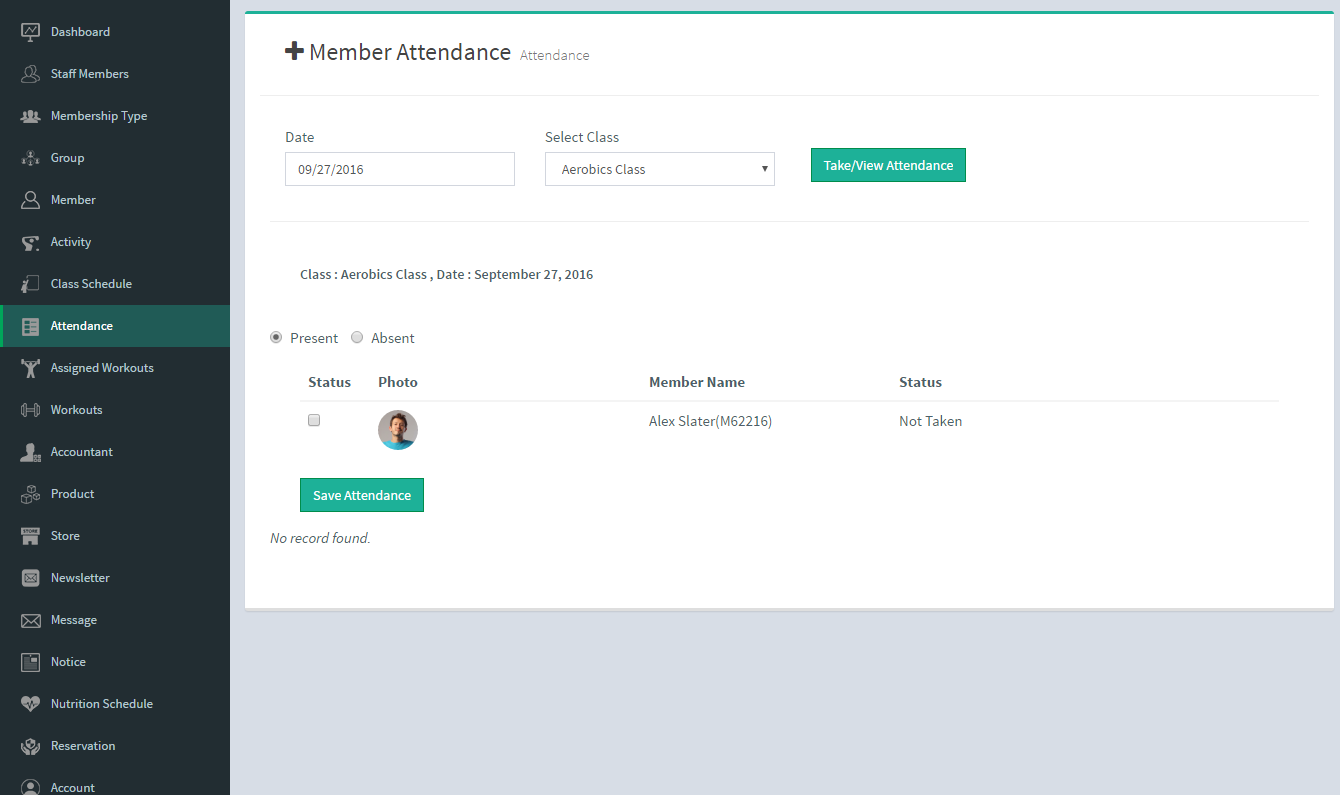 Dashboard
Staff Members
Membership Type
Group
Member
Activity
Class Schedule
Attendance
Assigned Workouts
Workouts
Accountant
Product
STORE
Store
Newsletter
Message
Notice
Nutrition Schedule
Reservation
Account
Member Attendance Attendance
Date
Select Class
09/27/2016
Aerobics Class
Take/View Attendance
Class : Aerobics Class , Date : September 27, 2016
Present Absent
Status Photo Member Name Status
Alex Slater(M62216) Not Taken
Save Attendance
No record found.